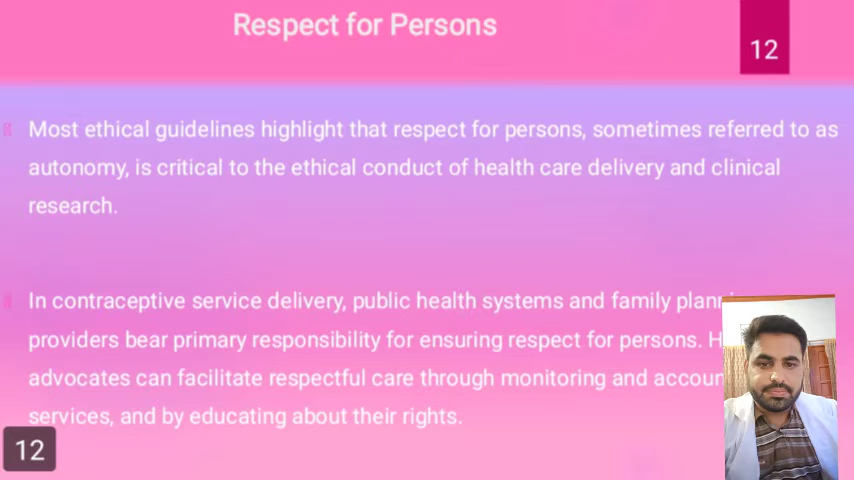 Respect for Persons
12
Most ethical guidelines highlight that respect for persons, sometimes referred to as
autonomy, is critical to the ethical conduct of health care delivery and clinical
research.
In contraceptive service delivery, public health systems and family
providers bear primary responsibility for ensuring respect for persons.
advocates can facilitate respectful care through monitoring and
services, and by educating about their rights.
12